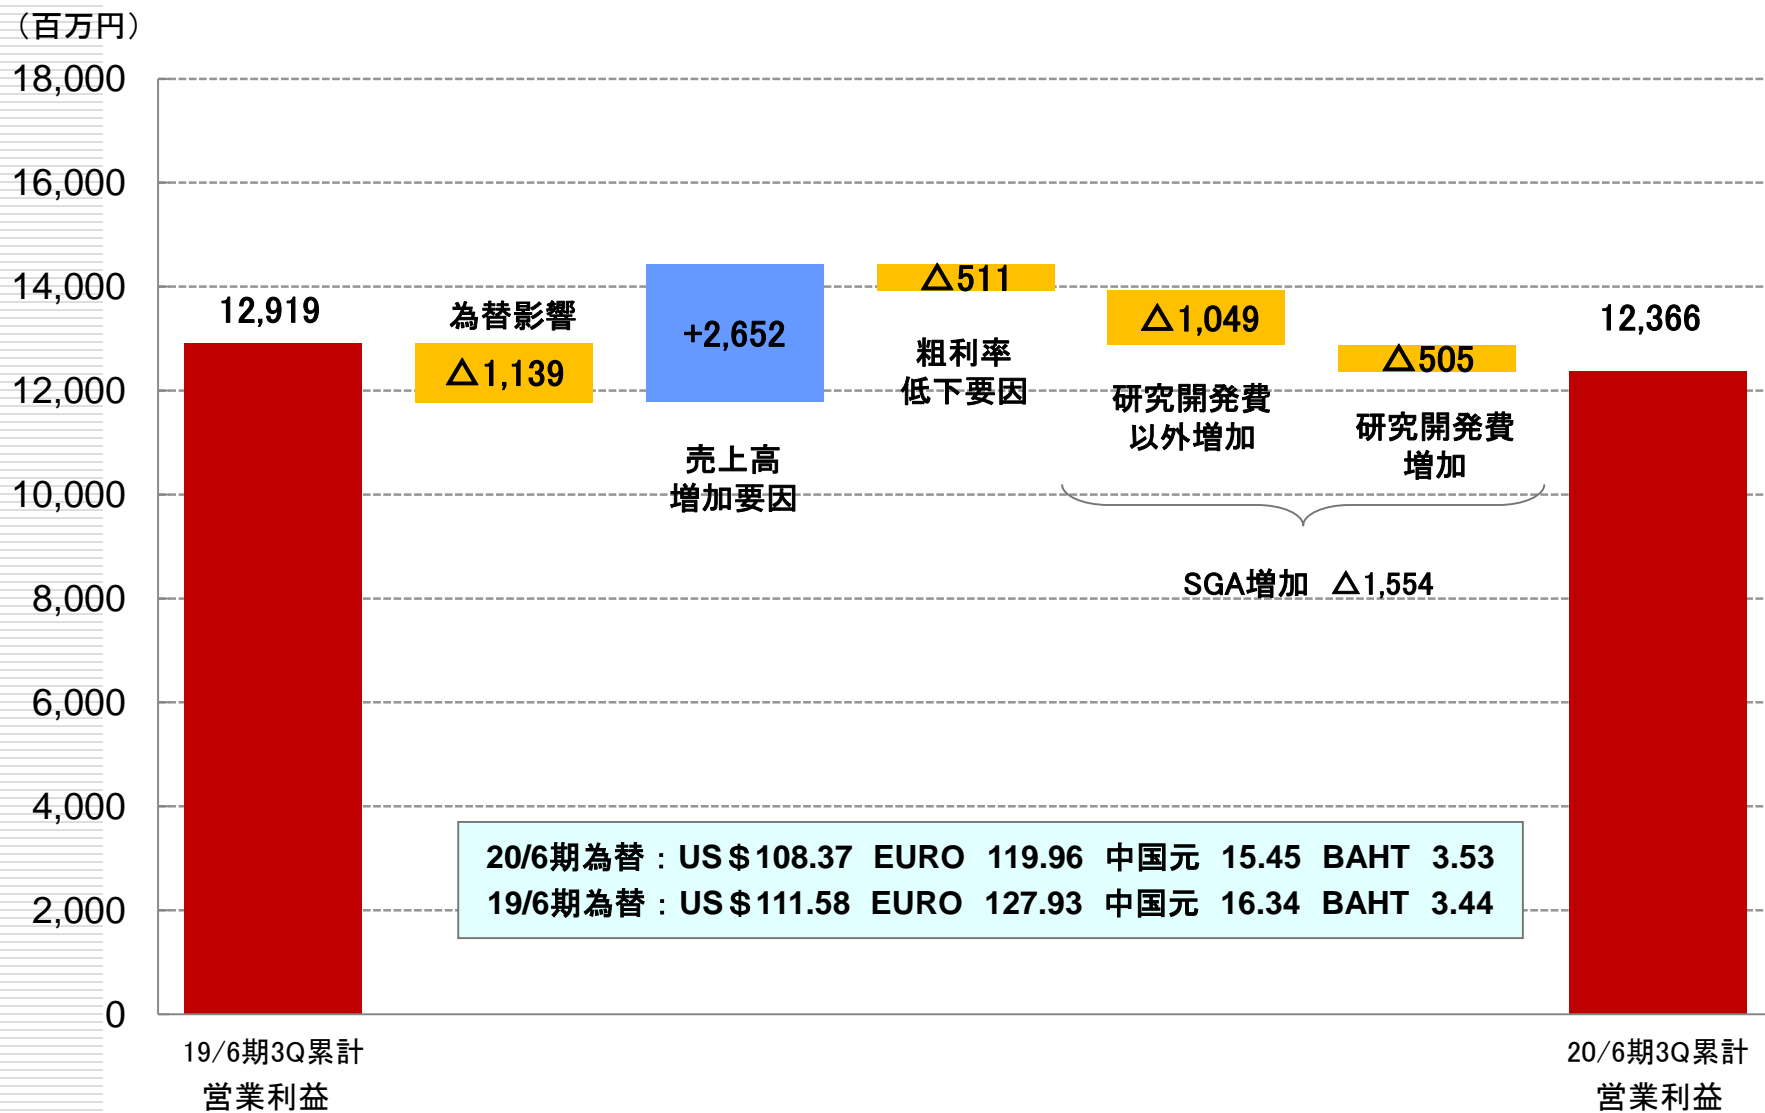 （百万円）
18,000
16,000
14,000
12,000
10,000
8,000
6,000
4,000
2,000
0
12,919
為替影響
△1,139
+2,652
売上高
増加要因
△511
粗利率
低下要因
△1,049
研究開発費
以外増加
△505
研究開発費
増加
SGA増加 △1,554
12,366
20/6期為替：US＄108.37 EURO 119.96 中国元 15.45 BAHT 3.53
19/6期為替：US＄111.58 EURO 127.93 中国元 16.34 BAHT 3.44
19/6期3Q累計
営業利益
20/6期3Q累計
営業利益